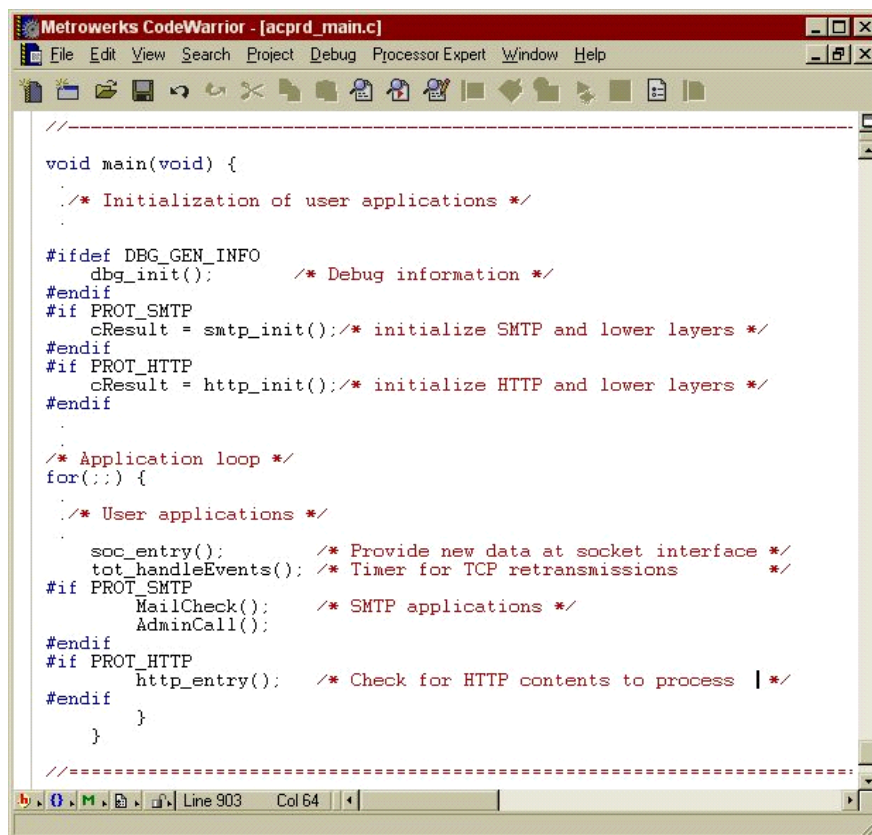 Metrowerks CodeWarrior - [acprd_main.c]
File Edit View Search Project Debug Processor Expert Window Help
//---------------------------------------------------------------------
void main(void) {
.
./* Initialization of user applications */
.
#ifdef DBG_GEN_INFO
dbg_init(); /* Debug information */
#endif
#if PROT_SMTP
cResult = smtp_init();/* initialize SMTP and lower layers */
#endif
#if PROT_HTTP
cResult = http_init();/* initialize HTTP and lower layers */
#endif
.
.
/* Application loop */
for(;;) {
.
./* User applications */
.
soc_entry(); /* Provide new data at socket interface */
tot_handleEvents(); /* Timer for TCP retransmissions */
#if PROT_SMTP
MailCheck(); /* SMTP applications */
AdminCall();
#endif
#if PROT_HTTP
http_entry(); /* Check for HTTP contents to process */
#endif
}
}
//=====================================================================
Line 903 Col 64